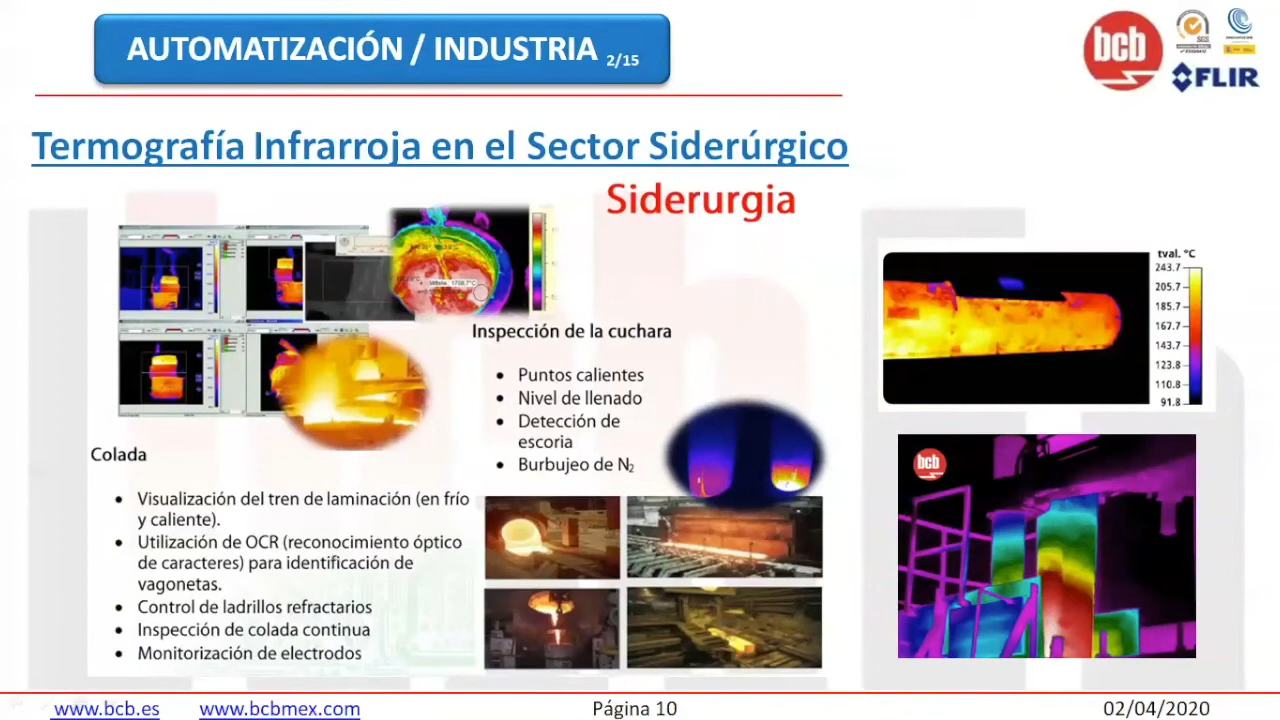 AUTOMATIZACIÓN / INDUSTRIA 2/15
bcb
SGS
FLIR
Termografía Infrarroja en el Sector Siderúrgico
Siderurgia
Inspección de la cuchara
• Puntos calientes
• Nivel de llenado
• Detección de
escoria
• Burbujeo de N₂
Colada
• Visualización del tren de laminación (en frío
y caliente).
• Utilización de OCR (reconocimiento óptico
de caracteres) para identificación de
vagonetas.
• Control de ladrillos refractarios
• Inspección de colada continua
• Monitorización de electrodos
tval. °C
243.7
205.7
185.7
167.7
143.7
123.8
110.8
91.8
bcb
www.bcb.es
www.bcbmex.com
Página 10
02/04/2020